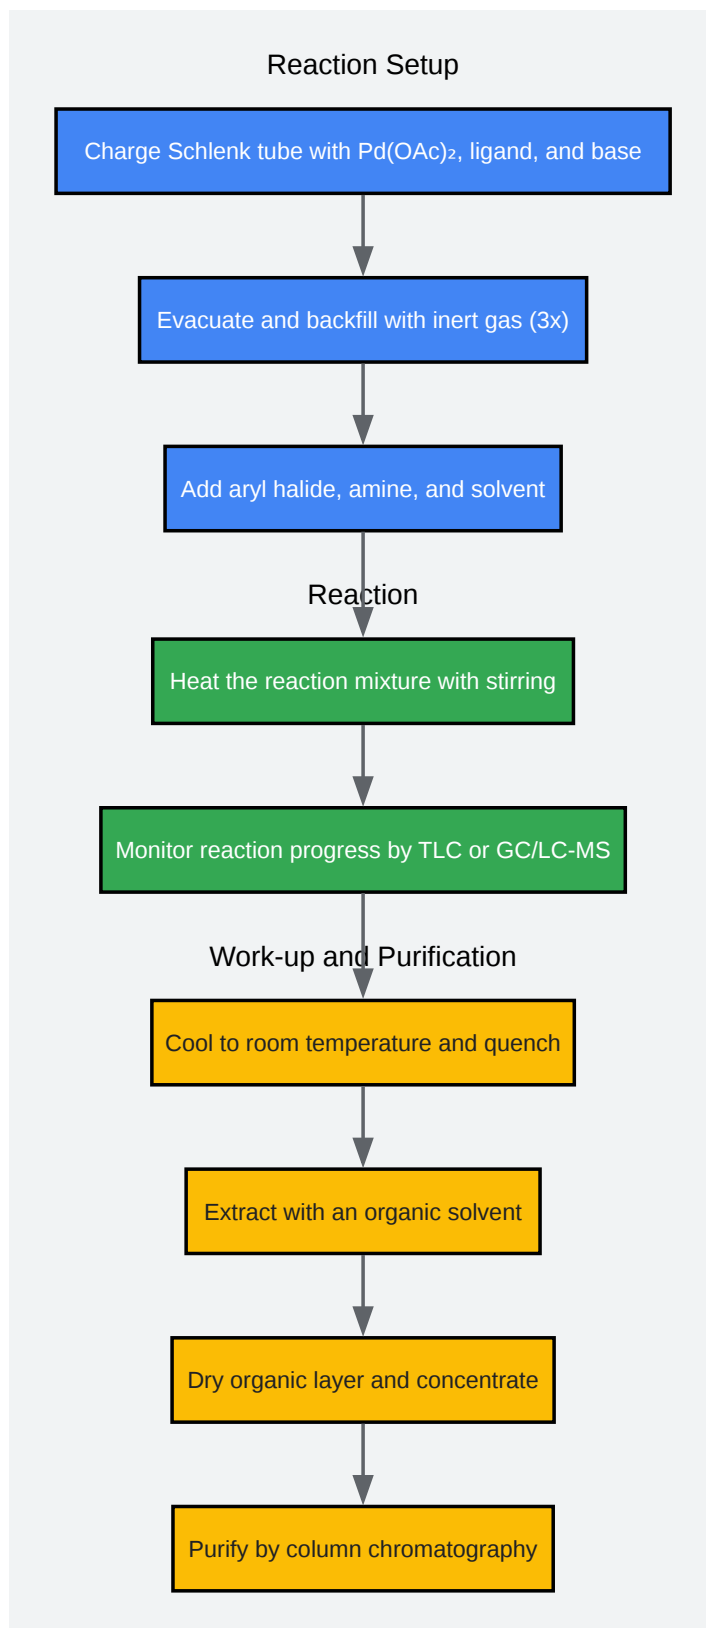 Reaction Setup
Charge Schlenk tube with Pd(OAc)₂, ligand, and base
Evacuate and backfill with inert gas (3x)
Add aryl halide, amine, and solvent
Reaction
Heat the reaction mixture with stirring
Monitor reaction progress by TLC or GC/LC-MS
Work-up and Purification
Cool to room temperature and quench
Extract with an organic solvent
Dry organic layer and concentrate
Purify by column chromatography